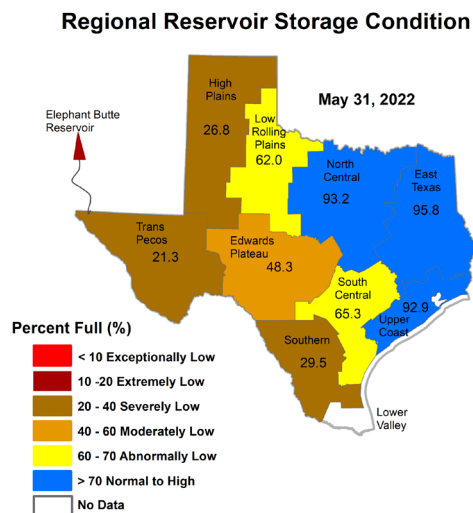 Regional Reservoir Storage Condition
May 31, 2022
Elephant Butte
Reservoir
High
Plains
26.8
Low
Rolling
Plains
62.0
North
Central
93.2
East
Texas
95.8
Trans
Pecos
21.3
Edwards
Plateau
48.3
South
Central
65.3
92.9
Upper
Coast
Southern
29.5
Lower
Valley
Percent Full (%)
< 10 Exceptionally Low
10 -20 Extremely Low
20 - 40 Severely Low
40 - 60 Moderately Low
60 - 70 Abnormally Low
> 70 Normal to High
No Data